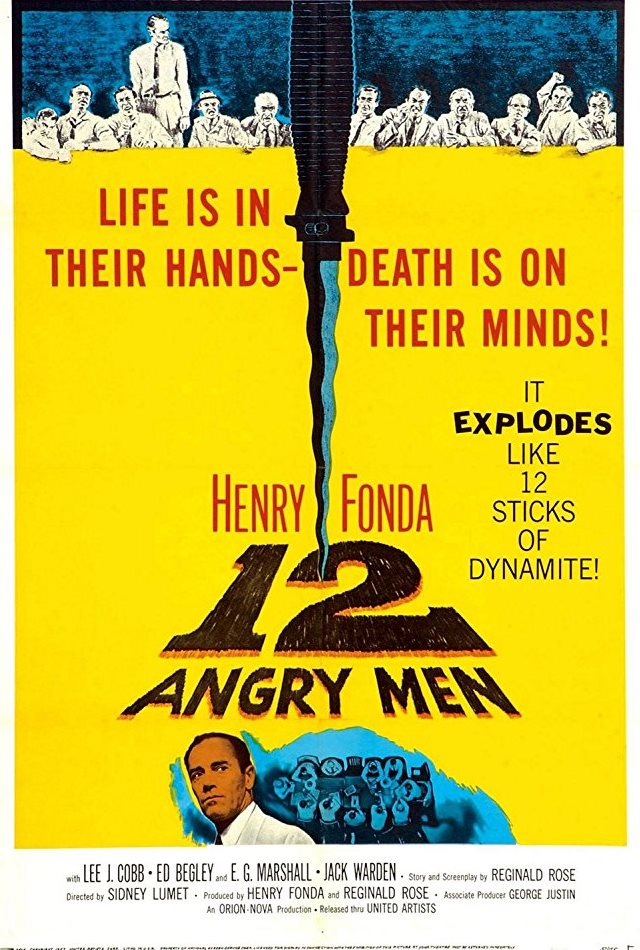 LIFE IS IN
THEIR HANDS- DEATH IS ON
THEIR MINDS!
IT
EXPLODES
LIKE
12
STICKS
OF
DYNAMITE!
HENRY FONDA
12
ANGRY MEN
with LEE J. COBB · ED BEGLEY and E. G. MARSHALL · JACK WARDEN · Story and Screenplay by REGINALD ROSE
Directed by SIDNEY LUMET · Produced by HENRY FONDA and REGINALD ROSE · Associate Producer GEORGE JUSTIN
An ORION-NOVA Production · Released thru UNITED ARTISTS